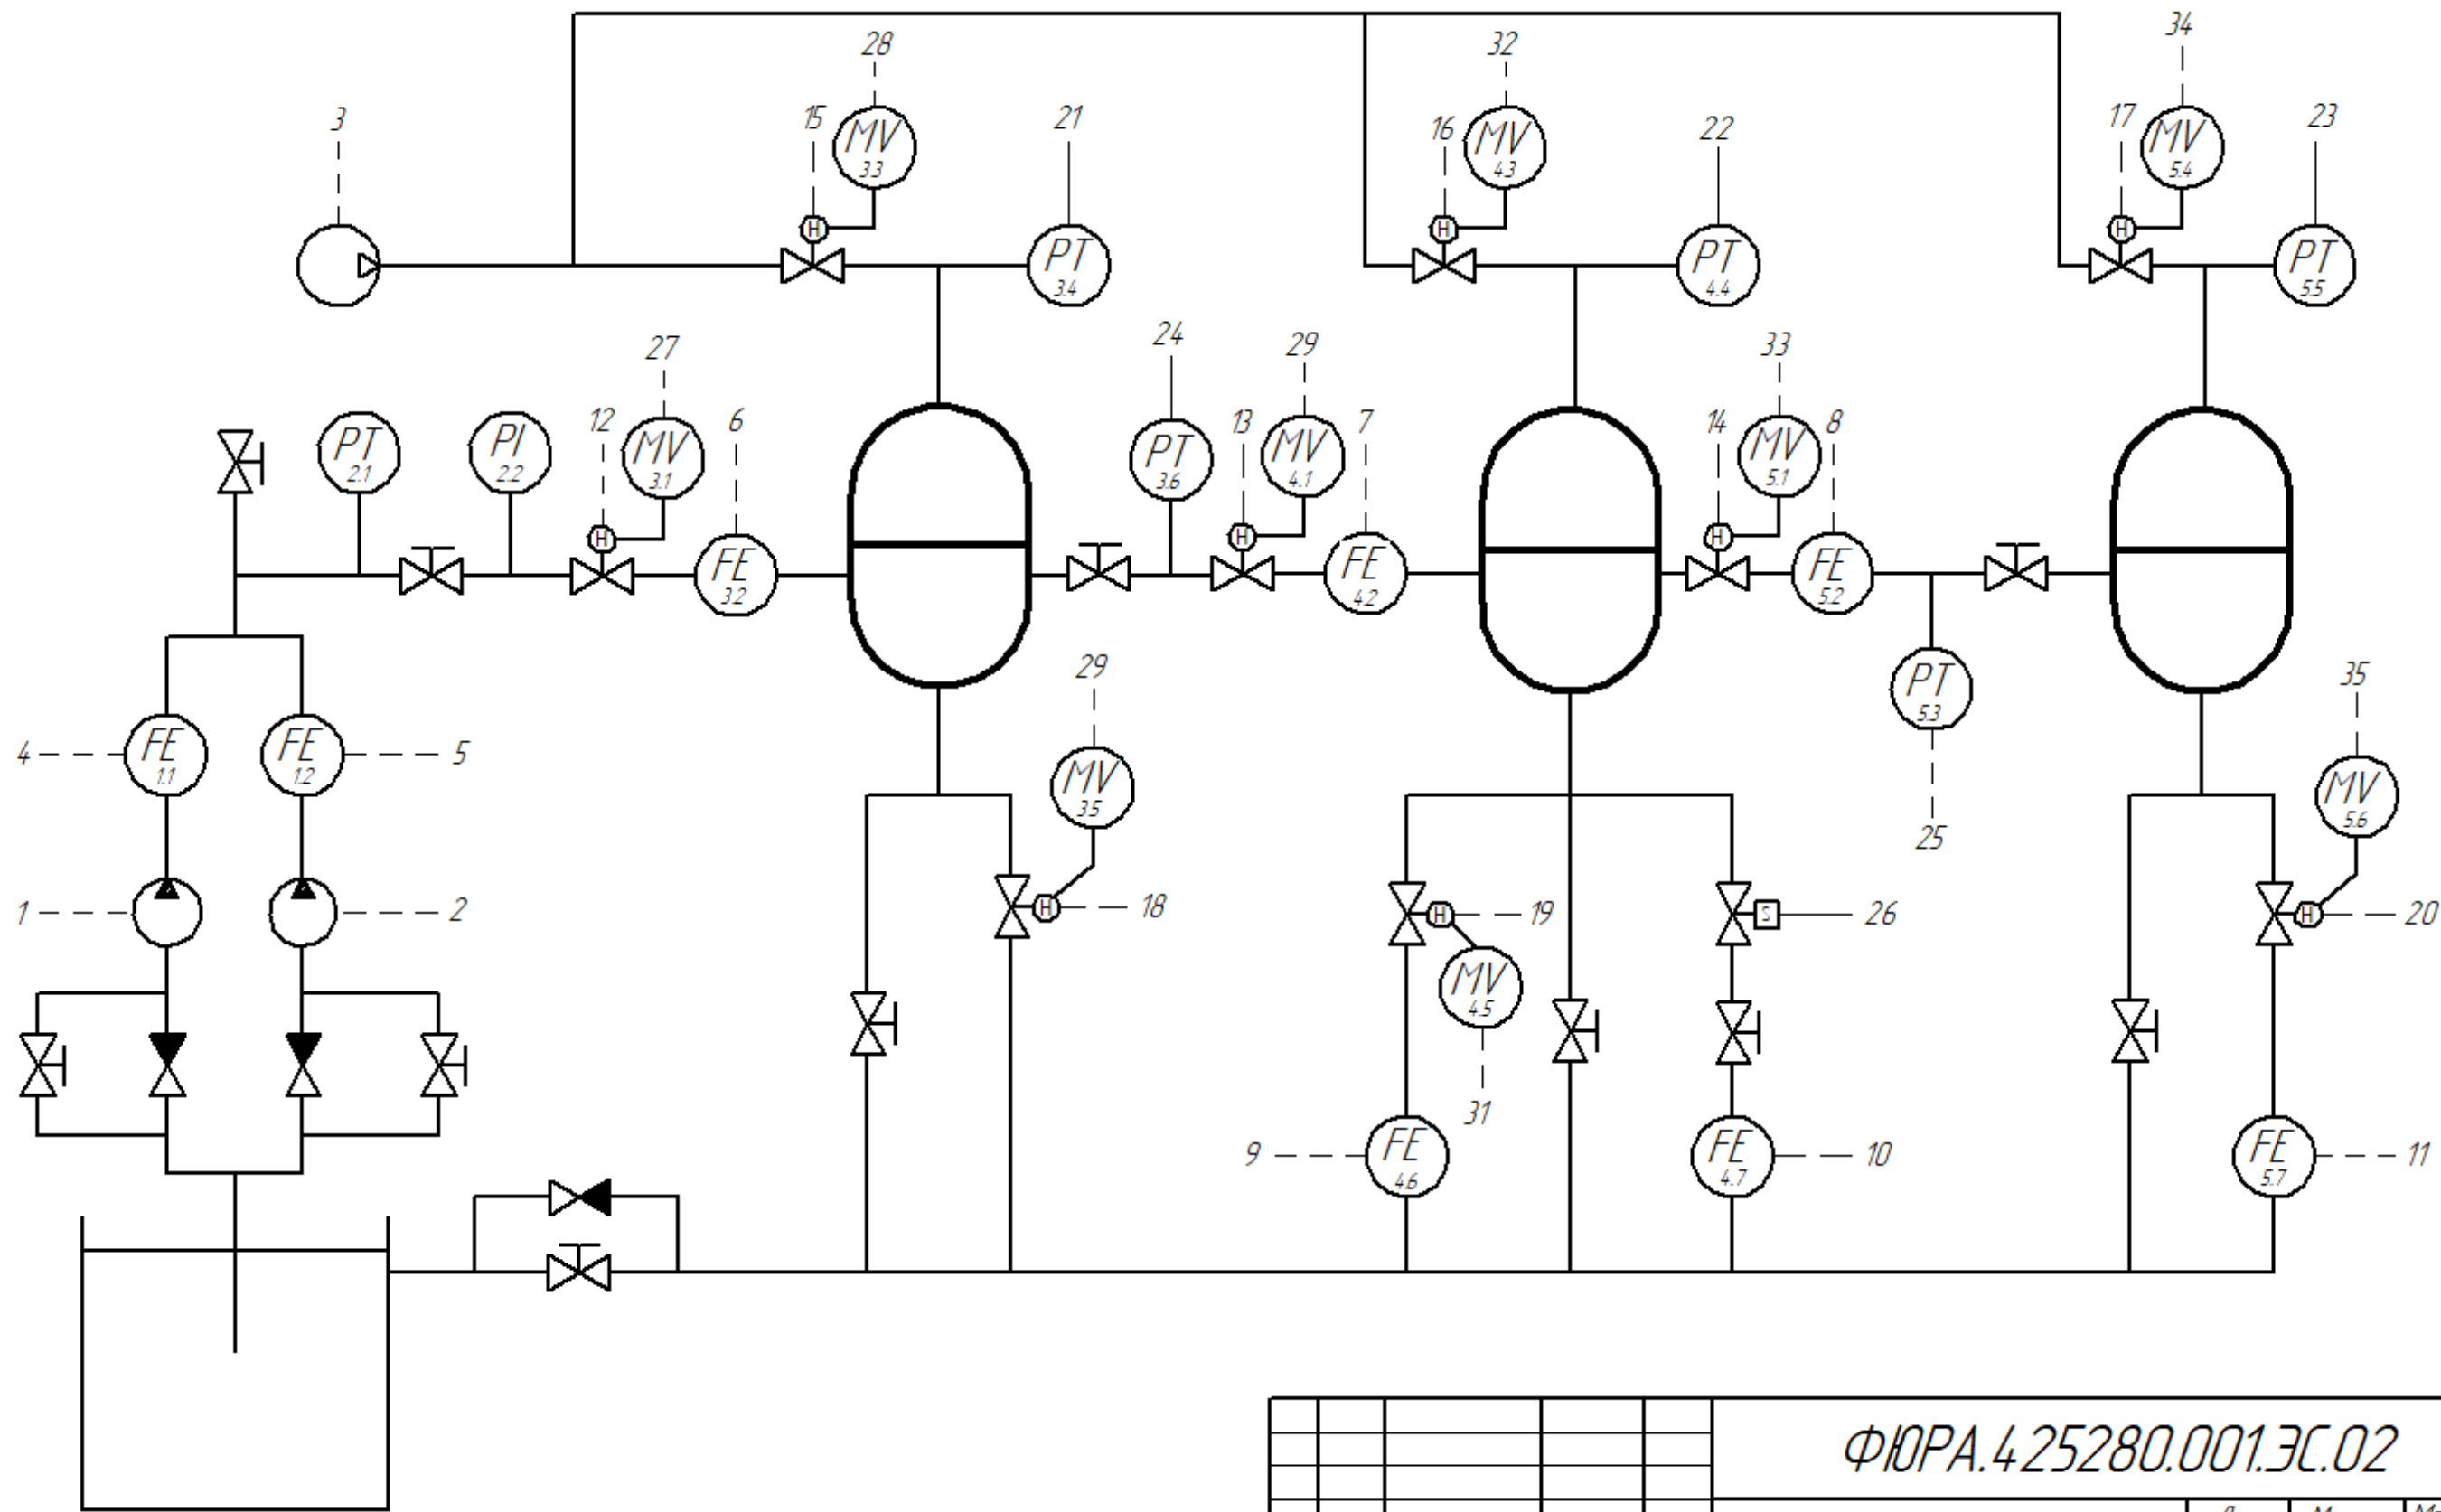 28
32
34
3
15
MV
3.3
21
16
MV
4.3
22
17
MV
5.4
23
H
H
H
PT
3.4
PT
4.4
PT
5.5
27
24
29
33
PT
2.1
PI
2.2
12
MV
3.1
6
PT
3.6
13
MV
4.1
7
14
MV
5.1
8
H
H
H
FE
3.2
FE
4.2
FE
5.2
29
PT
5.3
35
4
FE
1.1
FE
1.2
5
MV
3.5
25
MV
5.6
1
2
H
18
H
19
S
26
H
20
MV
4.5
31
9
FE
4.6
FE
4.7
10
FE
5.7
11
ФЮРА.425280.001.ЭС.02